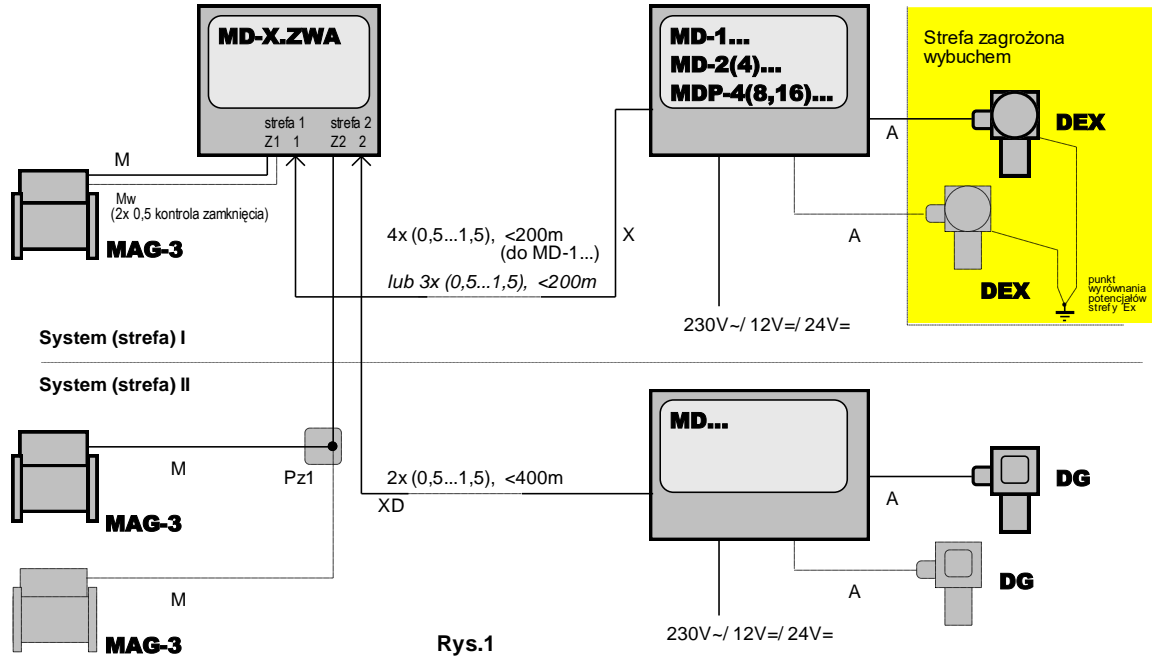 MD-X.ZWA
strefa 1 strefa 2
Z1 1 Z2 2
M
Mw
(2x 0,5 kontrola zamknięcia)
MAG-3
MD-1...
MD-2(4)...
MDP-4(8,16)...
Strefa zagrożona
wybuchem
A
DEX
A
DEX
punkt
wyrównania
potencjałów
strefy Ex
4x (0,5...1,5), <200m
(do MD-1...)
X
lub 3x (0,5...1,5), <200m
230V~/ 12V=/ 24V=
System (strefa) I
System (strefa) II
M
Pz1
MAG-3
2x (0,5...1,5), <400m
XD
MD...
A
DG
A
DG
M
MAG-3
230V~/ 12V=/ 24V=
Rys.1